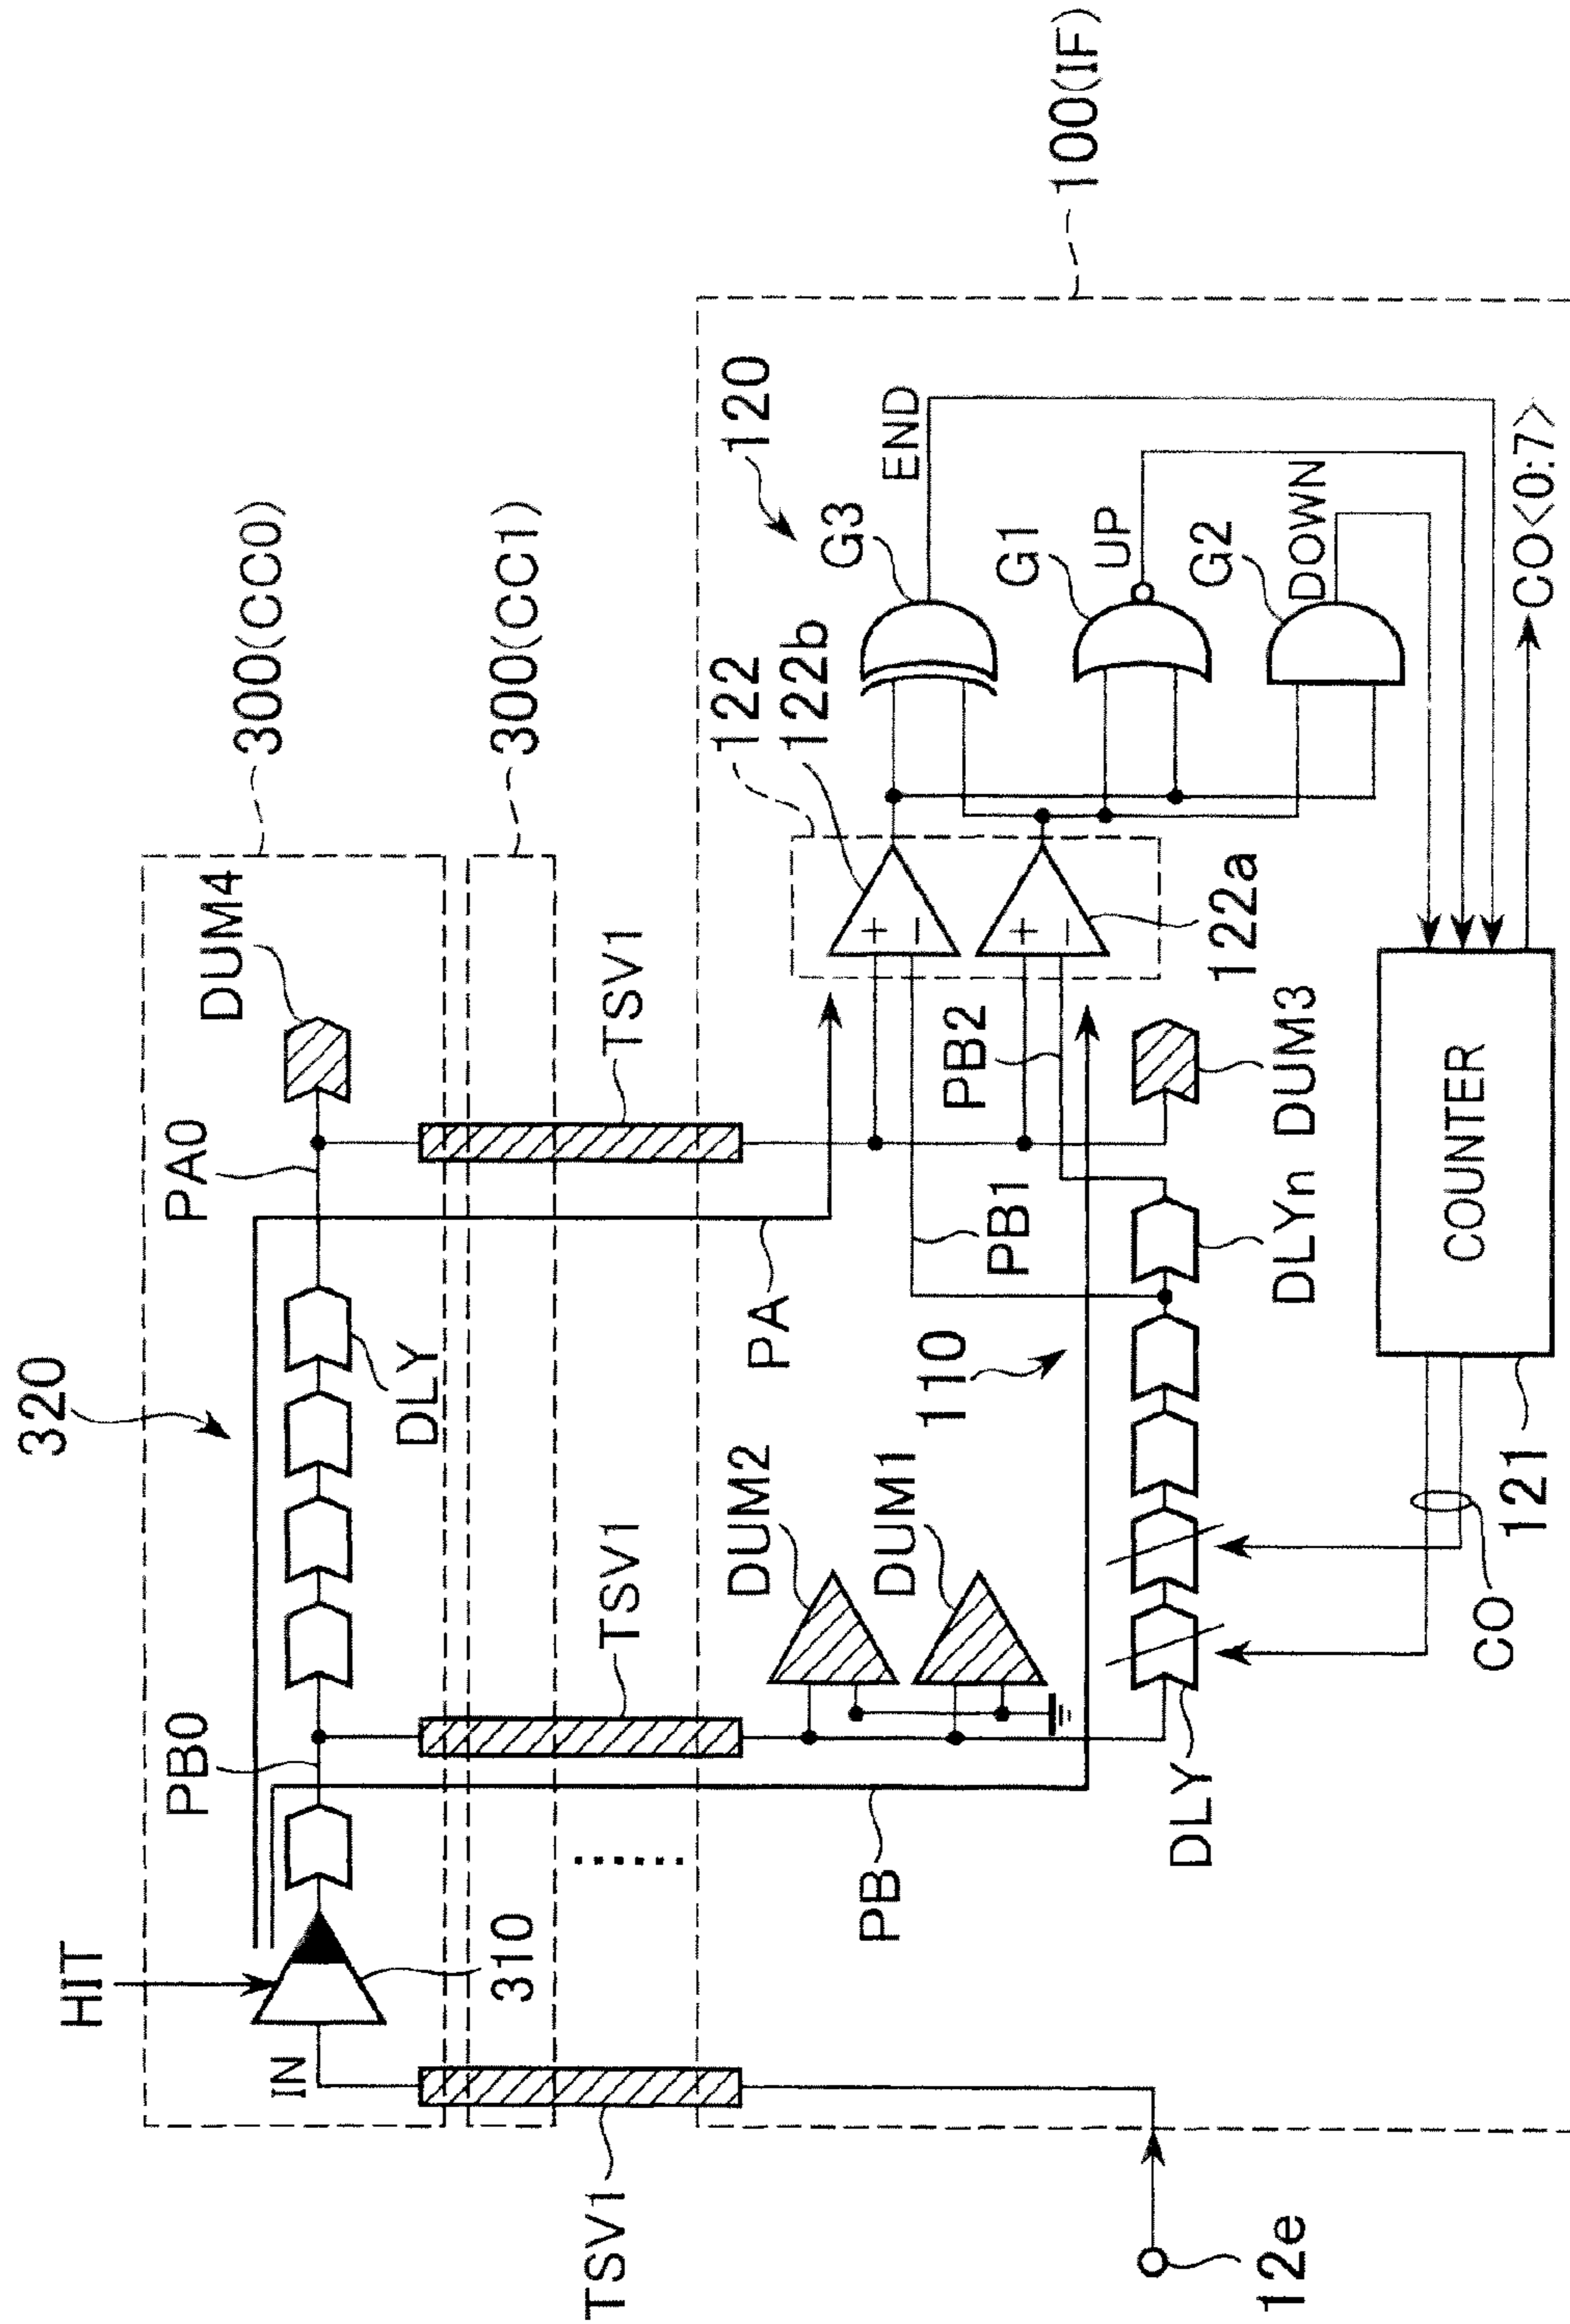 320
HIT
PB0
PA0
DUM4
300(CC0)
IN
310
DLY
300(CC1)
TSV1
TSV1
TSV1
DUM2
DUM1
PB
PA
110
PB1
PB2
122
122b
122a
120
G3
END
G1
UP
G2
DOWN
100(IF)
DLY
DLYn
DUM3
CO
121
COUNTER
CO<0:7>
12e